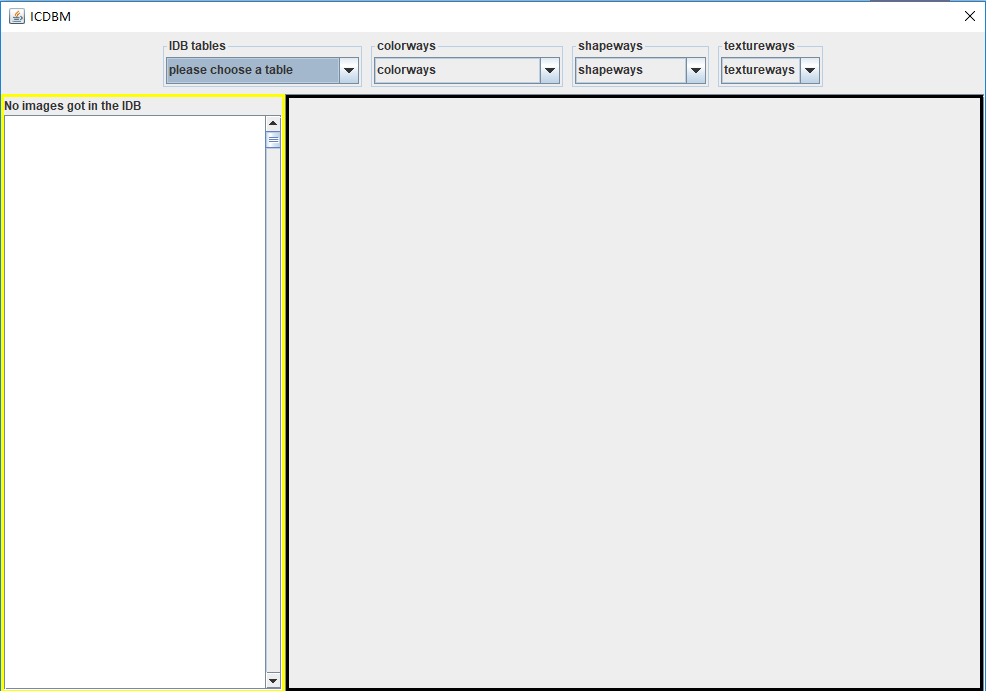 ICDBM
IDB tables
colorways
shapeways
textureways
please choose a table
colorways
shapeways
textureways
No images got in the IDB